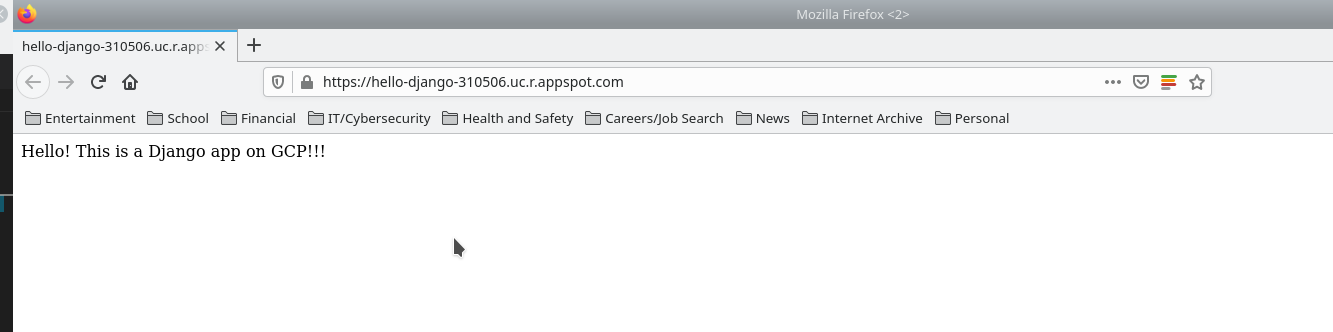 Mozilla Firefox <2>
hello-django-310506.uc.r.apps
https://hello-django-310506.uc.r.appspot.com
Entertainment School Financial IT/Cybersecurity Health and Safety Careers/Job Search News Internet Archive Personal
Hello! This is a Django app on GCP!!!